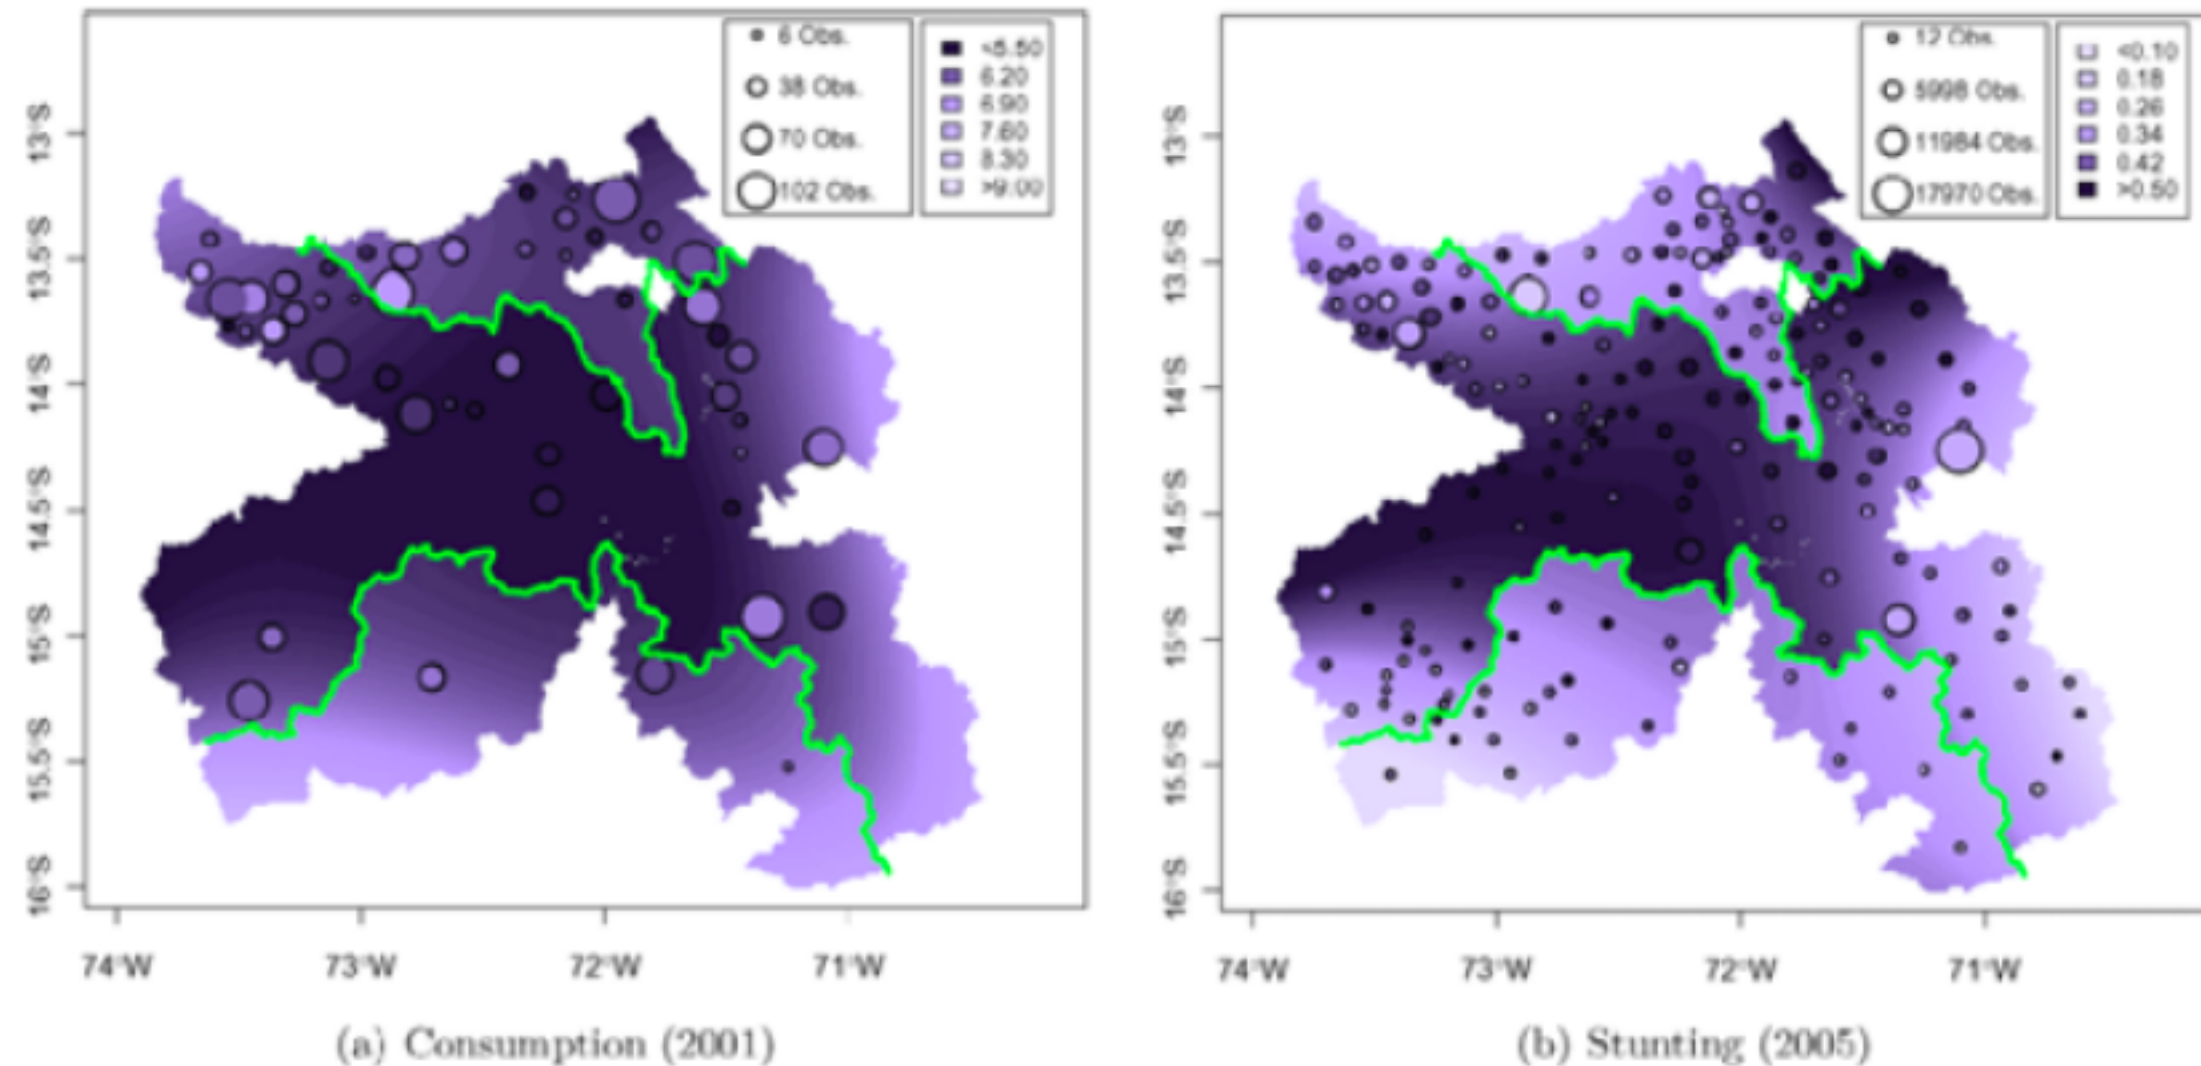 6 Obs.
38 Obs.
70 Obs.
102 Obs.
<5.50
6.20
6.90
7.60
8.30
>9.00
13°S
13.5°S
14°S
14.5°S
15°S
15.5°S
16°S
74°W 73°W 72°W 71°W
(a) Consumption (2001)
12 Obs.
5998 Obs.
11984 Obs.
17970 Obs.
<0.10
0.18
0.26
0.34
0.42
>0.50
13°S
13.5°S
14°S
14.5°S
15°S
15.5°S
16°S
74°W 73°W 72°W 71°W
(b) Stunting (2005)